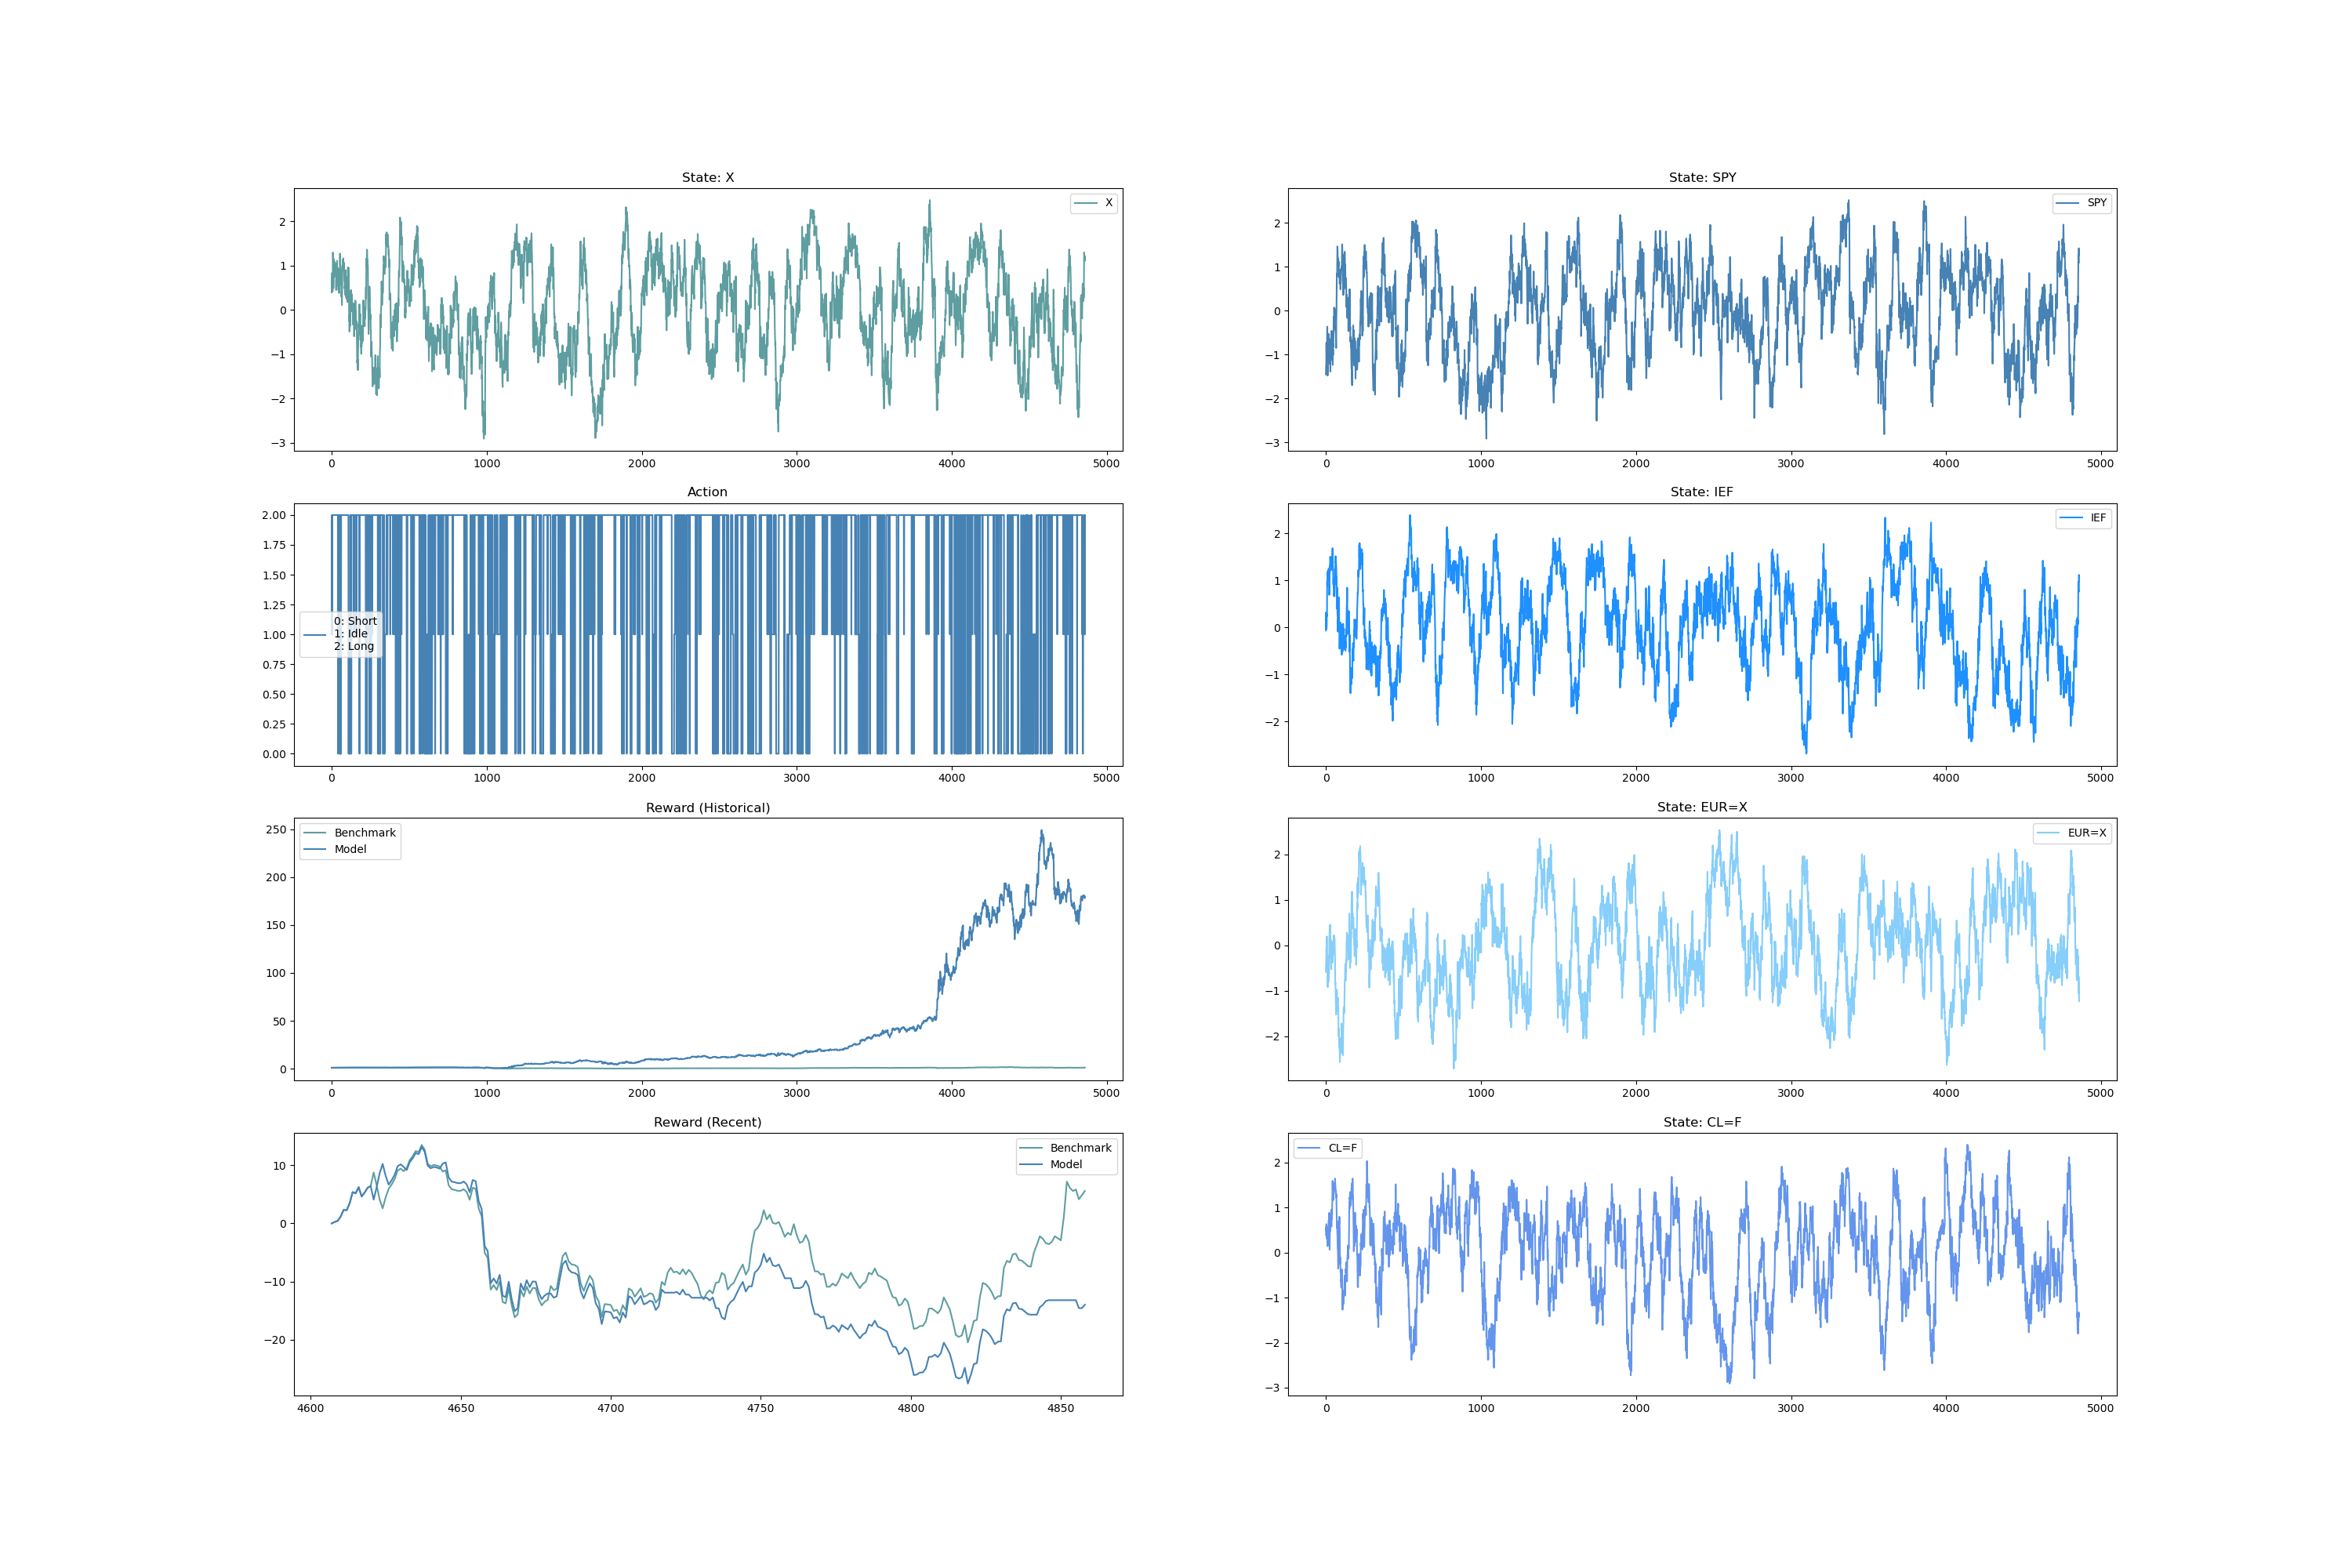 State: X
X
2
1
0
−1
−2
−3
0 1000 2000 3000 4000 5000
State: SPY
SPY
2
1
0
−1
−2
−3
0 1000 2000 3000 4000 5000
Action
2.00
1.75
1.50
1.25
1.00
0.75
0.50
0.25
0.00
0: Short
1: Idle
2: Long
0 1000 2000 3000 4000 5000
State: IEF
IEF
2
1
0
−1
−2
0 1000 2000 3000 4000 5000
Reward (Historical)
Benchmark
Model
250
200
150
100
50
0
0 1000 2000 3000 4000 5000
State: EUR=X
EUR=X
2
1
0
−1
−2
0 1000 2000 3000 4000 5000
Reward (Recent)
Benchmark
Model
10
0
−10
−20
4600 4650 4700 4750 4800 4850
State: CL=F
CL=F
2
1
0
−1
−2
−3
0 1000 2000 3000 4000 5000